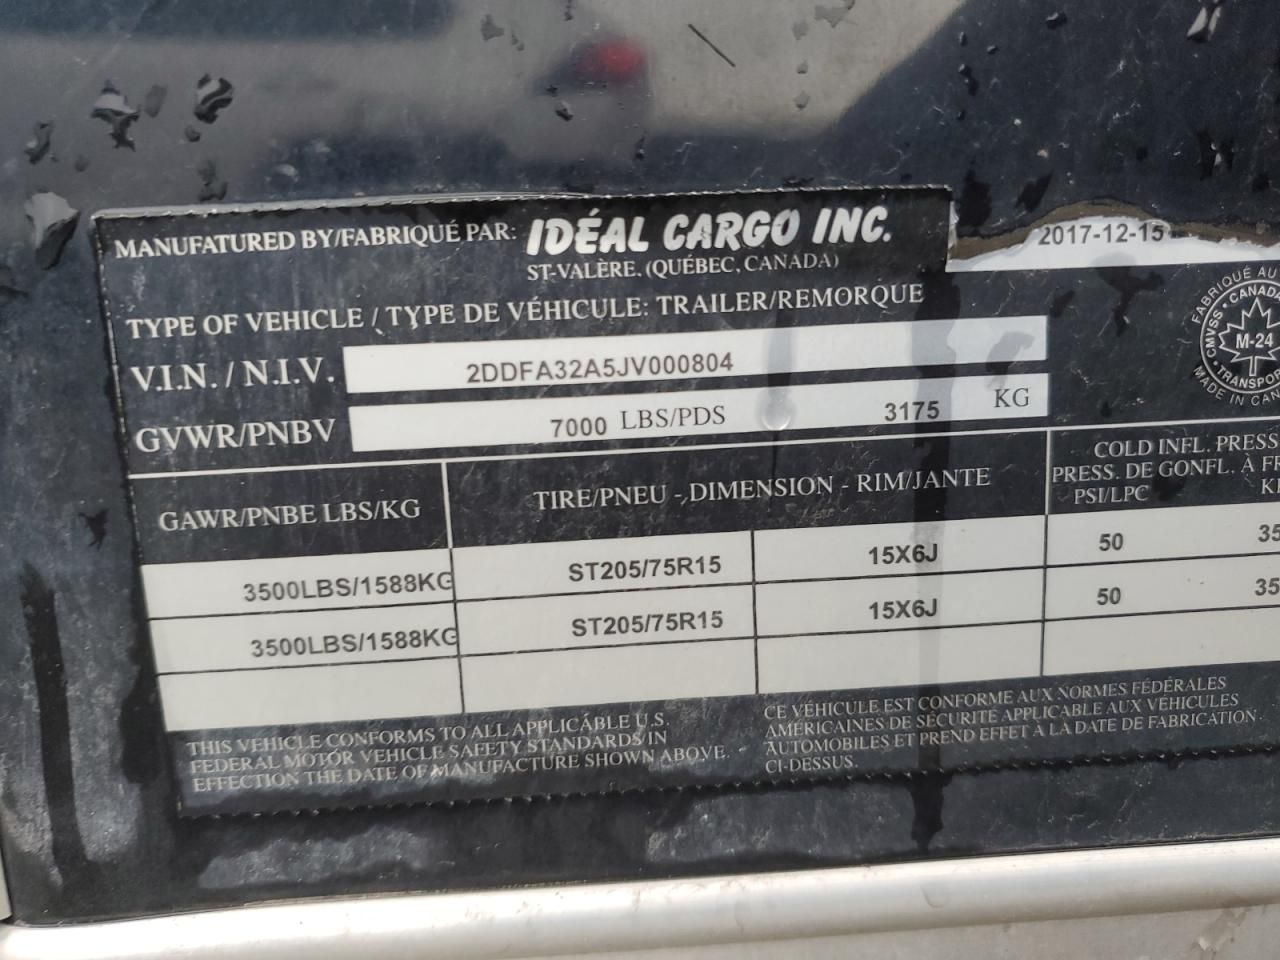 MANUFATURED BY/FABRIQUÉ PAR: IDÉAL CARGO INC.
ST-VALÈRE. (QUÉBEC, CANADA)
2017-12-15
TYPE OF VEHICLE / TYPE DE VÉHICULE: TRAILER/REMORQUE
V.I.N. / N.I.V. 2DDFA32A5JV000804
GVWR/PNBV 7000 LBS/PDS 3175 KG
FABRIQUÉ AU
CANADA
CMVSS
M-24
TRANSPOR
MADE IN CAN
GAWR/PNBE LBS/KG
TIRE/PNEU - DIMENSION - RIM/JANTE
COLD INFL. PRESS
PRESS. DE GONFL. À FR
PSI/LPC
3500LBS/1588KG ST205/75R15 15X6J 50 35
3500LBS/1588KG ST205/75R15 15X6J 50 35
THIS VEHICLE CONFORMS TO ALL APPLICABLE U.S.
FEDERAL MOTOR VEHICLE SAFETY STANDARDS IN
EFFECTION THE DATE OF MANUFACTURE SHOWN ABOVE.
CE VÉHICULE EST CONFORME AUX NORMES FÉDÉRALES
AMÉRICAINES DE SÉCURITÉ APPLICABLE AUX VÉHICULES
AUTOMOBILES ET PREND EFFET À LA DATE DE FABRICATION
CI-DESSUS.